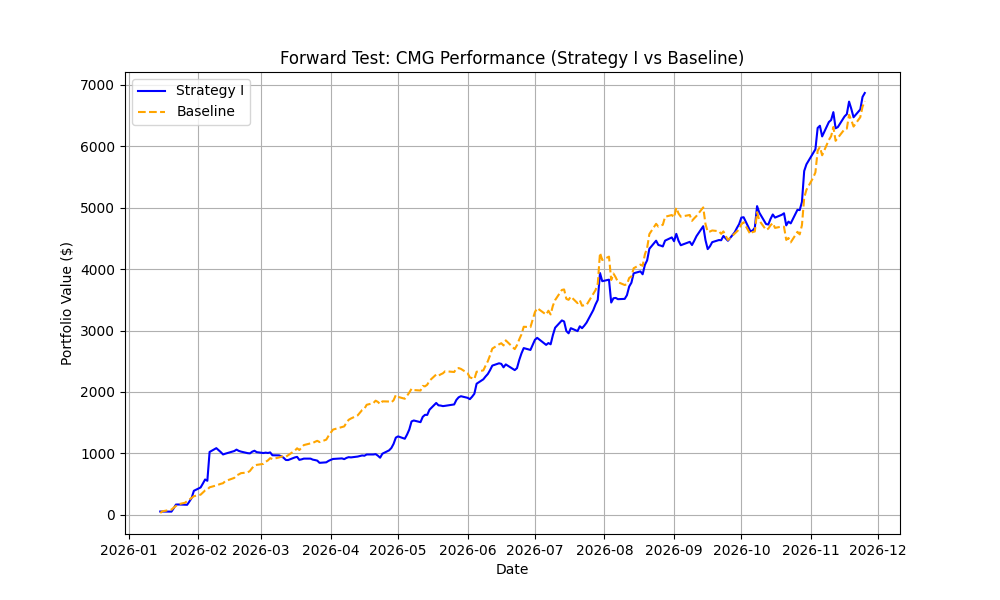 Forward Test: CMG Performance (Strategy I vs Baseline)
Strategy I
Baseline
Portfolio Value ($)
7000
6000
5000
4000
3000
2000
1000
0
2026-01 2026-02 2026-03 2026-04 2026-05 2026-06 2026-07 2026-08 2026-09 2026-10 2026-11 2026-12
Date